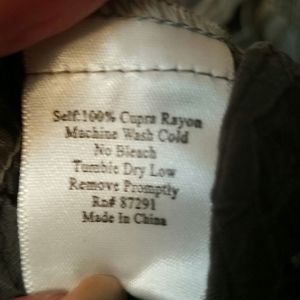 Self:100% Cupra Rayon
Machine Wash Cold
No Bleach
Tumble Dry Low
Remove Promptly
Rn# 87291
Made In China